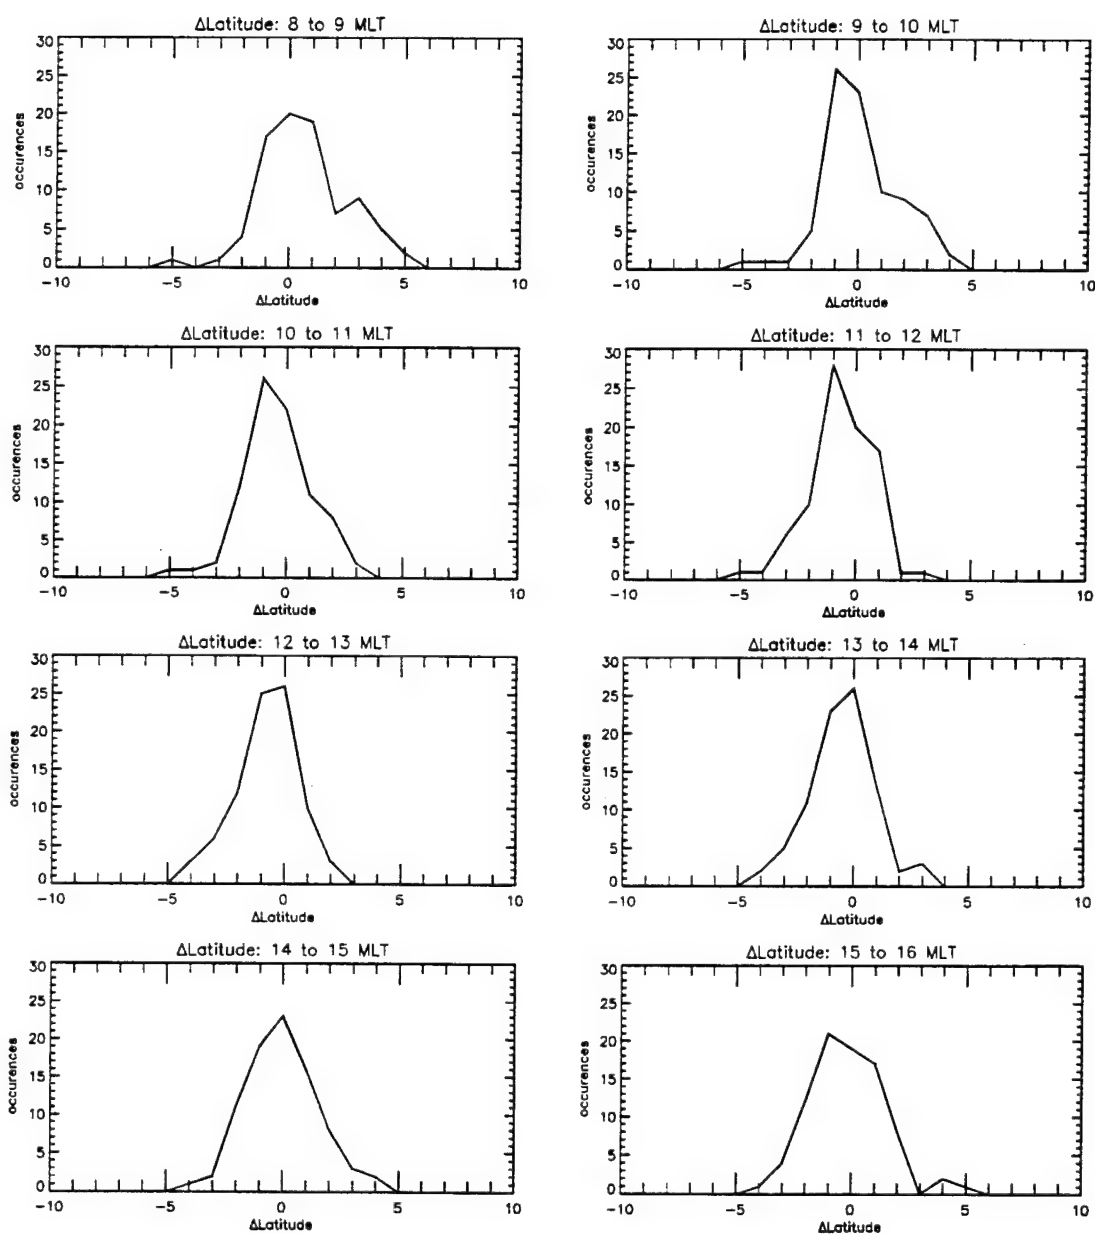 ΔLatitude: 8 to 9 MLT
30
25
20
15
10
5
0
occurences
-10 -5 0 5 10
ΔLatitude
ΔLatitude: 9 to 10 MLT
30
25
20
15
10
5
0
occurences
-10 -5 0 5 10
ΔLatitude
ΔLatitude: 10 to 11 MLT
30
25
20
15
10
5
0
occurences
-10 -5 0 5 10
ΔLatitude
ΔLatitude: 11 to 12 MLT
30
25
20
15
10
5
0
occurences
-10 -5 0 5 10
ΔLatitude
ΔLatitude: 12 to 13 MLT
30
25
20
15
10
5
0
occurences
-10 -5 0 5 10
ΔLatitude
ΔLatitude: 13 to 14 MLT
30
25
20
15
10
5
0
occurences
-10 -5 0 5 10
ΔLatitude
ΔLatitude: 14 to 15 MLT
30
25
20
15
10
5
0
occurences
-10 -5 0 5 10
ΔLatitude
ΔLatitude: 15 to 16 MLT
30
25
20
15
10
5
0
occurences
-10 -5 0 5 10
ΔLatitude